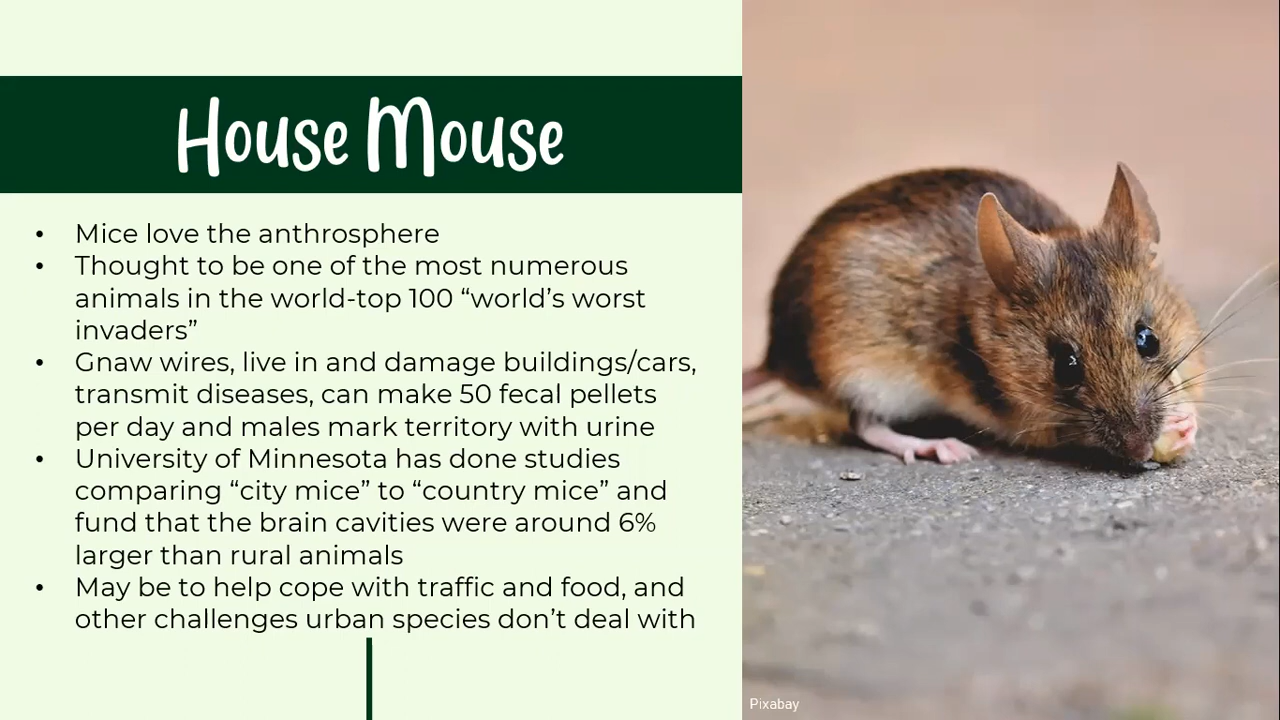 House Mouse
• Mice love the anthrosphere
• Thought to be one of the most numerous
animals in the world-top 100 “world’s worst
invaders”
• Gnaw wires, live in and damage buildings/cars,
transmit diseases, can make 50 fecal pellets
per day and males mark territory with urine
• University of Minnesota has done studies
comparing “city mice” to “country mice” and
fund that the brain cavities were around 6%
larger than rural animals
• May be to help cope with traffic and food, and
other challenges urban species don’t deal with
Pixabay